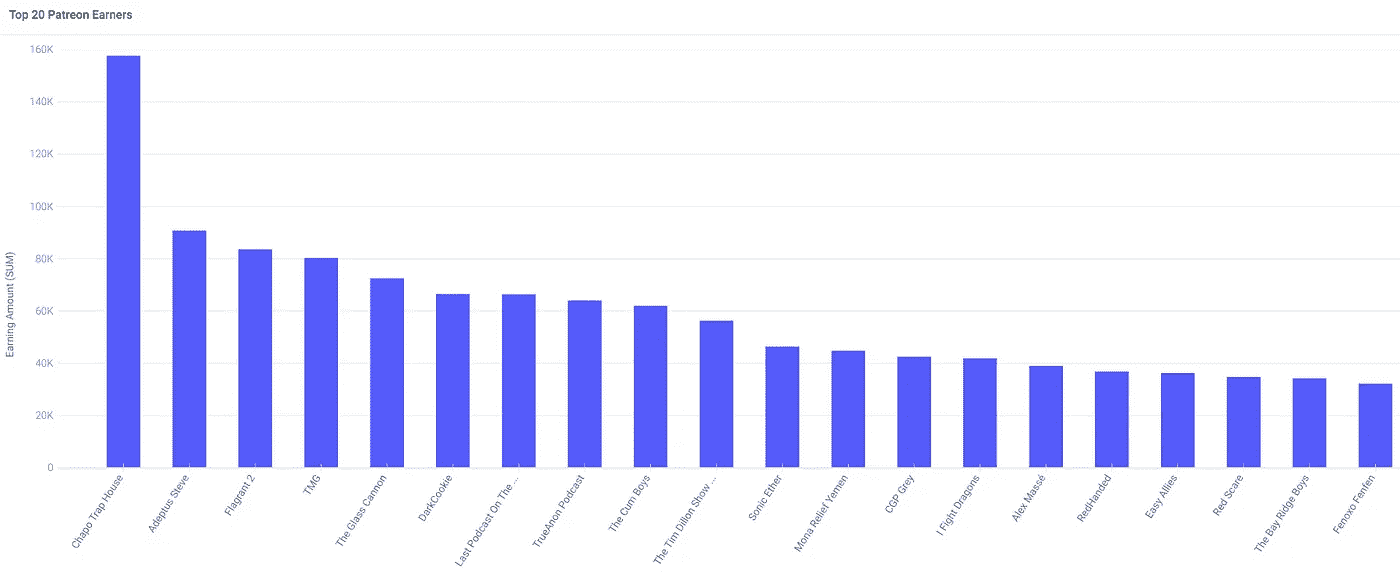 Top 20 Patreon Earners
160K
140K
120K
100K
80K
60K
40K
20K
0
Earning Amount (SUM)
Chapo Trap House
Adeptus Steve
Flagrant 2
TMG
The Glass Cannon
DarkCookie
Last Podcast On The ...
TrueAnon Podcast
The Cum Boys
The Tim Dillon Show ...
Sonic Ether
Mona Relief Yemen
CGP Grey
I Fight Dragons
Alex Massé
RedHanded
Easy Allies
Red Scare
The Bay Ridge Boys
Fenoxo Fenfen